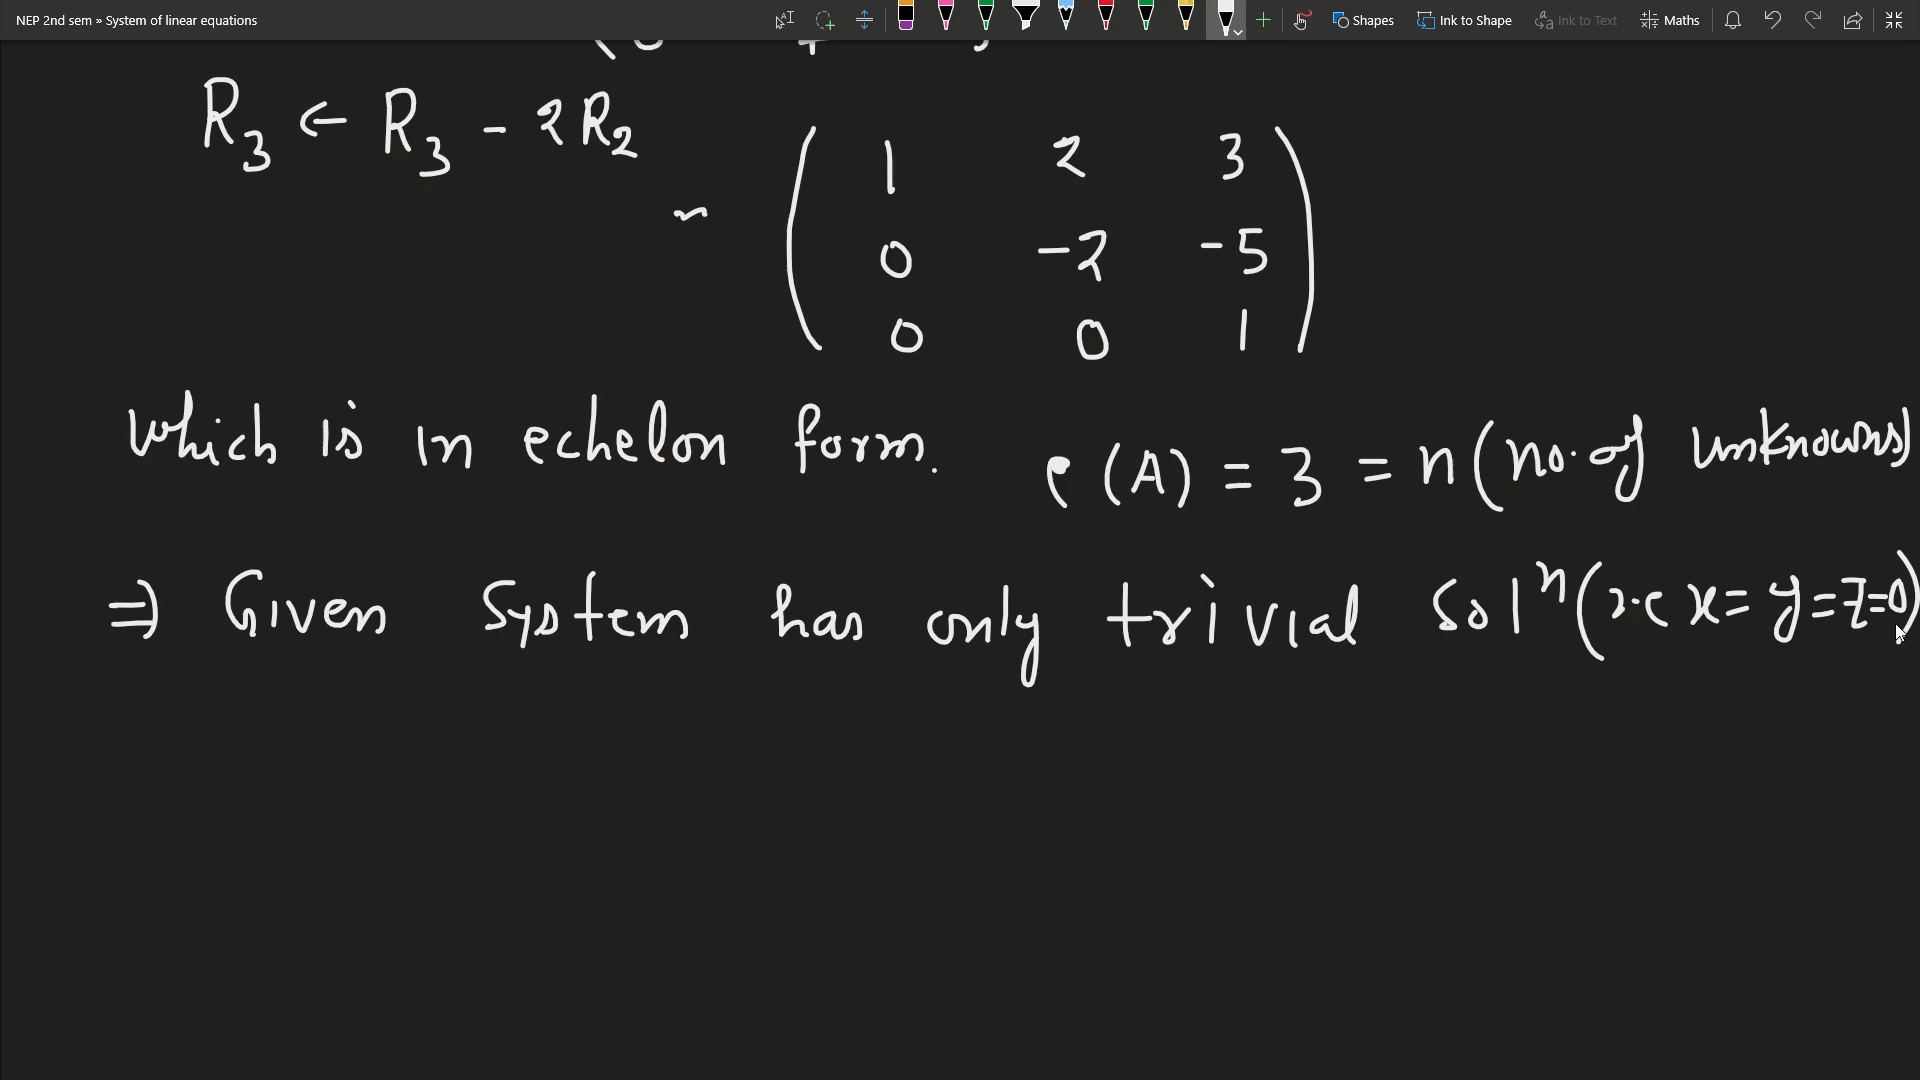 NEP 2nd sem » System of linear equations
Shapes Ink to Shape Ink to Text Maths
R₃ ← R₃ - 2R₂
~ ( 1 2 3
0 -2 -5
0 0 1 )
which is in echelon form. ρ(A) = 3 = n (no. of unknowns)
⇒ Given System has only trivial solⁿ (i.e x = y = z = 0)